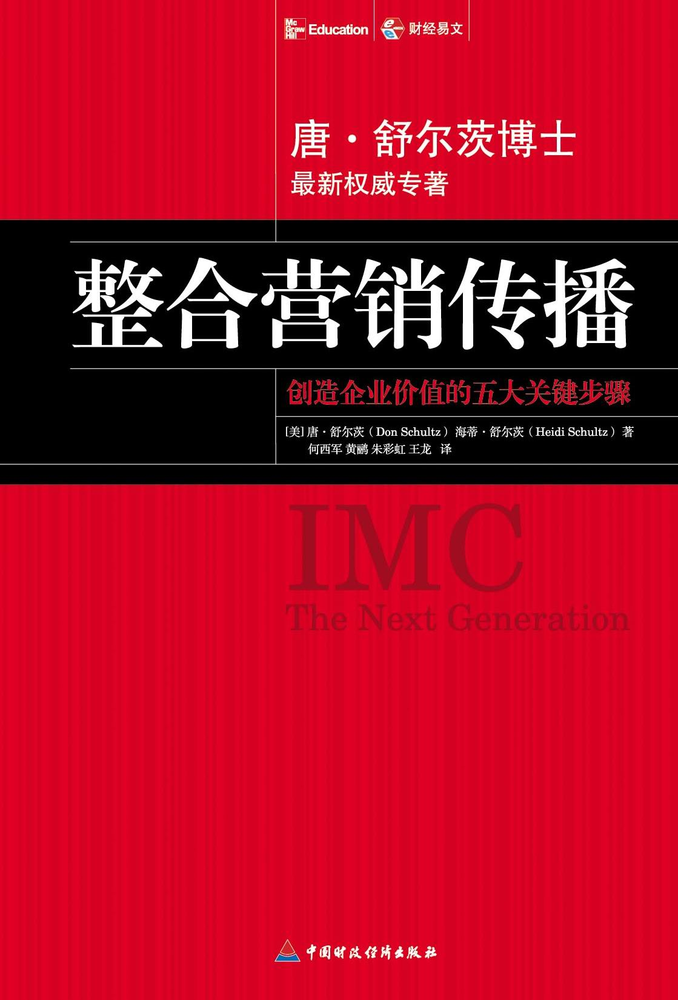 Mc
Graw
Hill Education
e-WIN
e 财经易文
唐·舒尔茨博士
最新权威专著
整合营销传播
创造企业价值的五大关键步骤
[美] 唐·舒尔茨(Don Schultz) 海蒂·舒尔茨(Heidi Schultz) 著
何西军 黄鹂 朱彩虹 王龙 译
IMC
The Next Generation
中国财政经济出版社